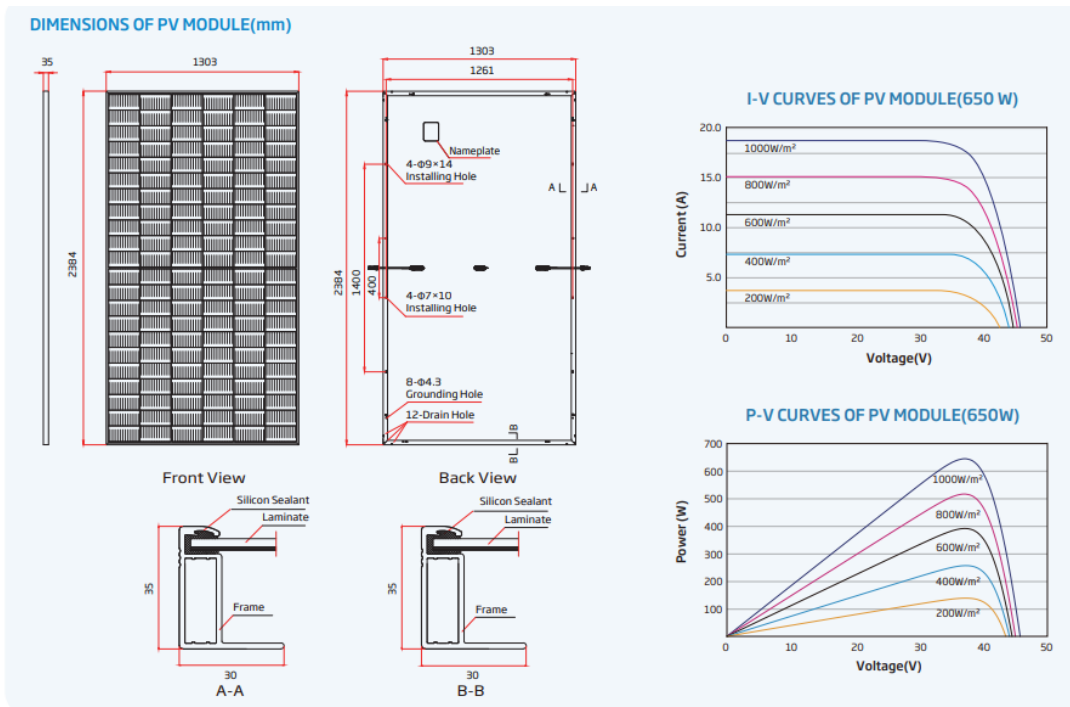 DIMENSIONS OF PV MODULE(mm)
35
1303
2384
Front View
1303
1261
Nameplate
4-Φ9×14
Installing Hole
A
A
2384
1400
400
4-Φ7×10
Installing Hole
8-Φ4.3
Grounding Hole
12-Drain Hole
B
B
Back View
Silicon Sealant
Laminate
35
Frame
30
A-A
Silicon Sealant
Laminate
35
Frame
30
B-B
I-V CURVES OF PV MODULE(650 W)
20.0
15.0
10.0
5.0
Current (A)
1000W/m²
800W/m²
600W/m²
400W/m²
200W/m²
0
10
20
30
40
50
Voltage(V)
P-V CURVES OF PV MODULE(650W)
700
600
500
400
300
200
100
Power (W)
1000W/m²
800W/m²
600W/m²
400W/m²
200W/m²
0
0
10
20
30
40
50
Voltage(V)